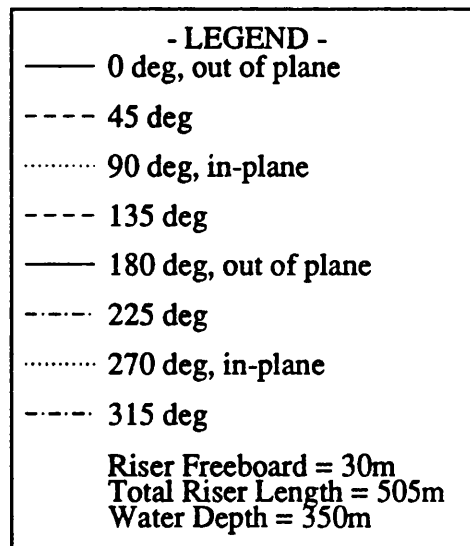 - LEGEND -
0 deg, out of plane
45 deg
90 deg, in-plane
135 deg
180 deg, out of plane
225 deg
270 deg, in-plane
315 deg
Riser Freeboard = 30m
Total Riser Length = 505m
Water Depth = 350m